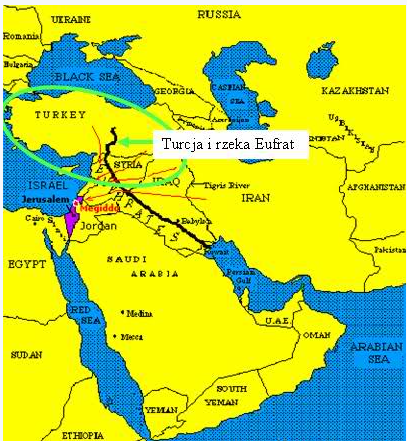 UKRAINE
RUSSIA
Romania
Bulgaria
BLACK SEA
GEORGIA
CASPIAN
SEA
KAZAKHSTAN
TURKEY
Turcja i rzeka Eufrat
SYRIA
IRAQ
Tigris River
IRAN
AFGHANISTAN
ISRAEL
Jerusalem
Megiddo
EUPHRATES
Cairo
Babylon
Jordan
Kuwait
Pakistan
EGYPT
SAUDI
ARABIA
Persian
Gulf
RED
SEA
Medina
Mecca
U.A.E.
OMAN
ARABIAN
SEA
SUDAN
SOUTH
YEMEN
YEMEN
ETHIOPIA